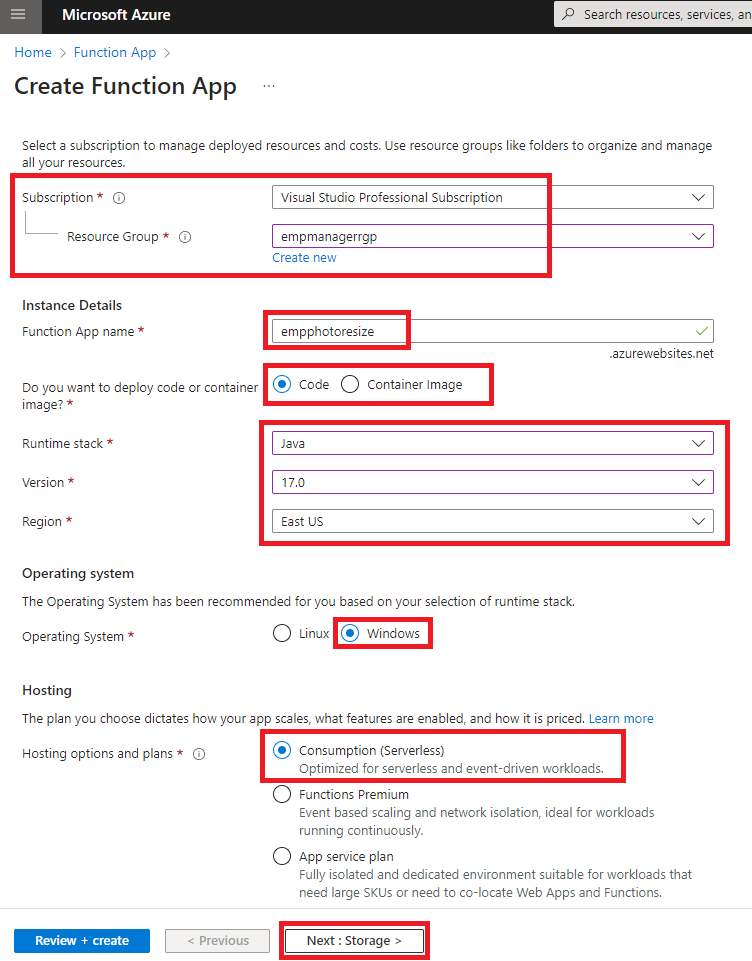 Microsoft Azure
Search resources, services, an
Home > Function App >
Create Function App ...
Select a subscription to manage deployed resources and costs. Use resource groups like folders to organize and manage
all your resources.
Subscription * Visual Studio Professional Subscription
Resource Group * empmanagerrgp
Create new
Instance Details
Function App name * empphotoresize
.azurewebsites.net
Do you want to deploy code or container
image? *
Code Container Image
Runtime stack * Java
Version * 17.0
Region * East US
Operating system
The Operating System has been recommended for you based on your selection of runtime stack.
Operating System * Linux Windows
Hosting
The plan you choose dictates how your app scales, what features are enabled, and how it is priced. Learn more
Hosting options and plans * Consumption (Serverless)
Optimized for serverless and event-driven workloads.
Functions Premium
Event based scaling and network isolation, ideal for workloads
running continuously.
App service plan
Fully isolated and dedicated environment suitable for workloads that
need large SKUs or need to co-locate Web Apps and Functions.
Review + create < Previous Next : Storage >